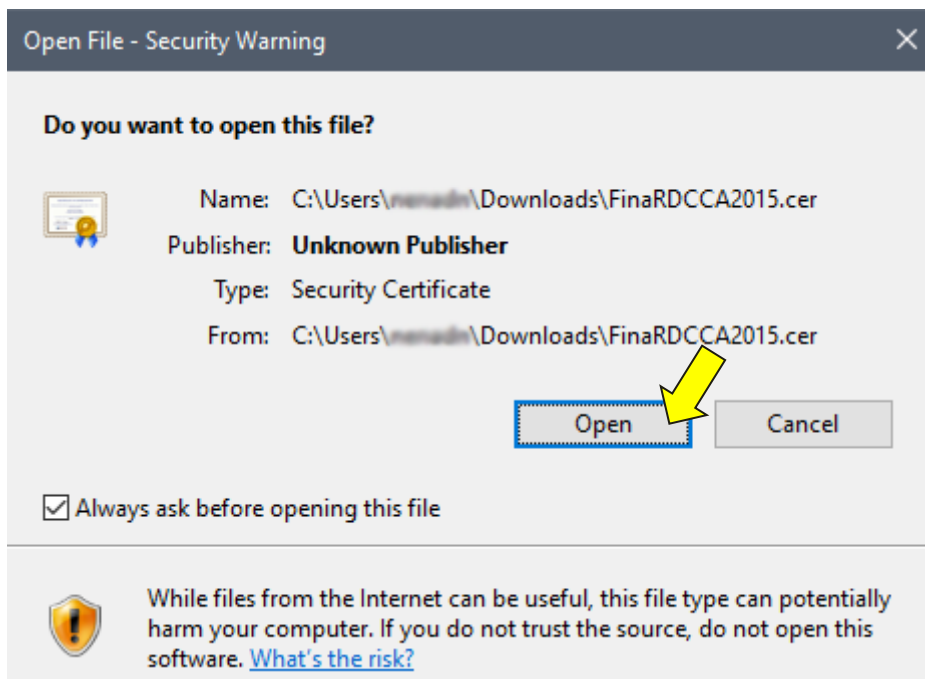 Open File - Security Warning
Do you want to open this file?
Name: C:\Users\ \Downloads\FinaRDCCA2015.cer
Publisher: Unknown Publisher
Type: Security Certificate
From: C:\Users\ \Downloads\FinaRDCCA2015.cer
Open Cancel
Always ask before opening this file
While files from the Internet can be useful, this file type can potentially
harm your computer. If you do not trust the source, do not open this
software. What's the risk?